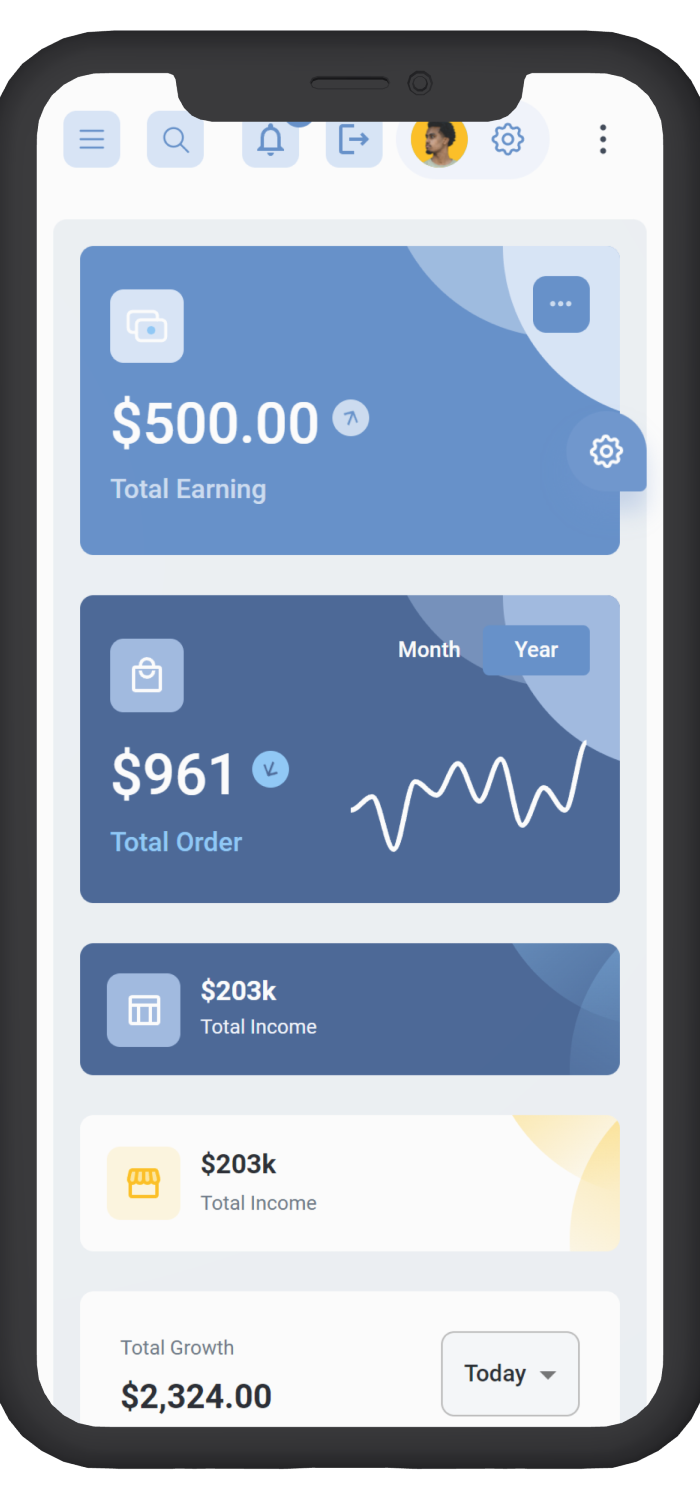 $500.00
Total Earning
Month Year
$961
Total Order
$203k
Total Income
$203k
Total Income
Total Growth
$2,324.00
Today